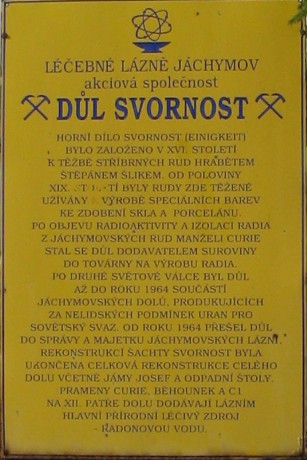 LÉČEBNÉ LÁZNĚ JÁCHYMOV
akciová společnost
DŮL SVORNOST
HORNÍ DÍLO SVORNOST (EINIGKEIT)
BYLO ZALOŽENO V XVI. STOLETÍ
K TĚŽBĚ STŘÍBRNÝCH RUD HRABĚTEM
ŠTĚPÁNEM ŠLIKEM. OD POLOVINY
XIX. BYLY RUDY ZDE TĚŽENÉ
UŽÍVÁNY VÝROBĚ SPECIÁLNÍCH BAREV
KE ZDOBENÍ SKLA A PORCELÁNU.
PO OBJEVU RADIOAKTIVITY A IZOLACI RADIA
Z JÁCHYMOVSKÝCH RUD MANŽELI CURIE
STAL SE DŮL DODAVATELEM SUROVINY
DO TOVÁRNY NA VÝROBU RADIA.
PO DRUHÉ SVĚTOVÉ VÁLCE BYL DŮL
AŽ DO ROKU 1964 SOUČÁSTÍ
JÁCHYMOVSKÝCH DOLŮ, PRODUKUJÍCÍCH
ZA NELIDSKÝCH PODMÍNEK URAN PRO
SOVĚTSKÝ SVAZ. OD ROKU 1964 PŘEŠEL DŮL
DO SPRÁVY A MAJETKU JÁCHYMOVSKÝCH LÁZNÍ.
REKONSTRUKCÍ ŠACHTY SVORNOST BYLA
UKONČENA CELKOVÁ REKONSTRUKCE CELÉHO
DOLU VČETNĚ JÁMY JOSEF A ODPADNÍ ŠTOLY.
PRAMENY CURIE, BĚHOUNEK A C1
NA XII. PATŘE DOLU DODÁVAJÍ LÁZNÍM
HLAVNÍ PŘÍRODNÍ LÉČIVÝ ZDROJ
- RADONOVOU VODU.